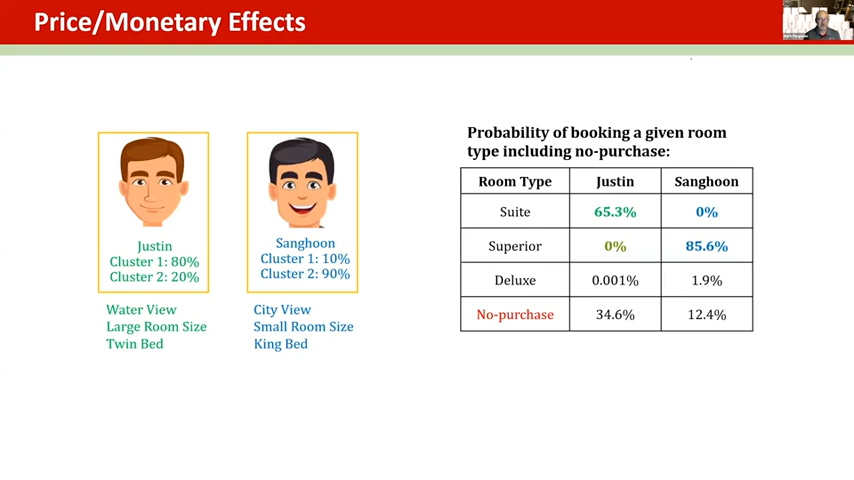 Price/Monetary Effects
Justin
Cluster 1: 80%
Cluster 2: 20%
Water View
Large Room Size
Twin Bed
Sanghoon
Cluster 1: 10%
Cluster 2: 90%
City View
Small Room Size
King Bed
Probability of booking a given room
type including no-purchase:
Room Type Justin Sanghoon
Suite 65.3% 0%
Superior 0% 85.6%
Deluxe 0.001% 1.9%
No-purchase 34.6% 12.4%